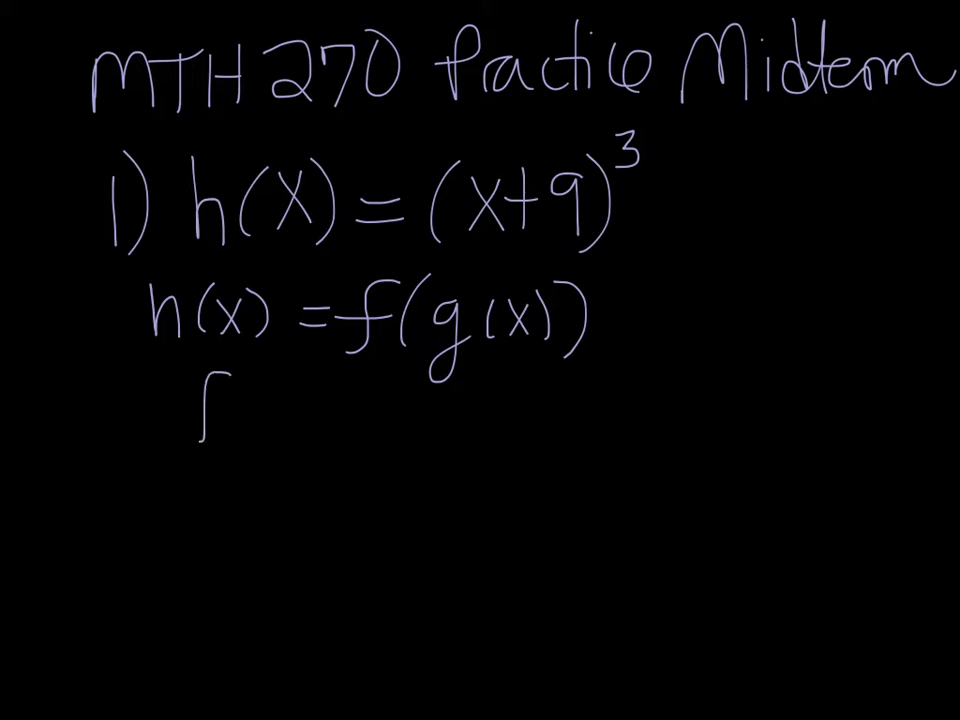 MTH 270 Practice Midterm
1) h(x) = (x+9)³
h(x) = f(g(x))